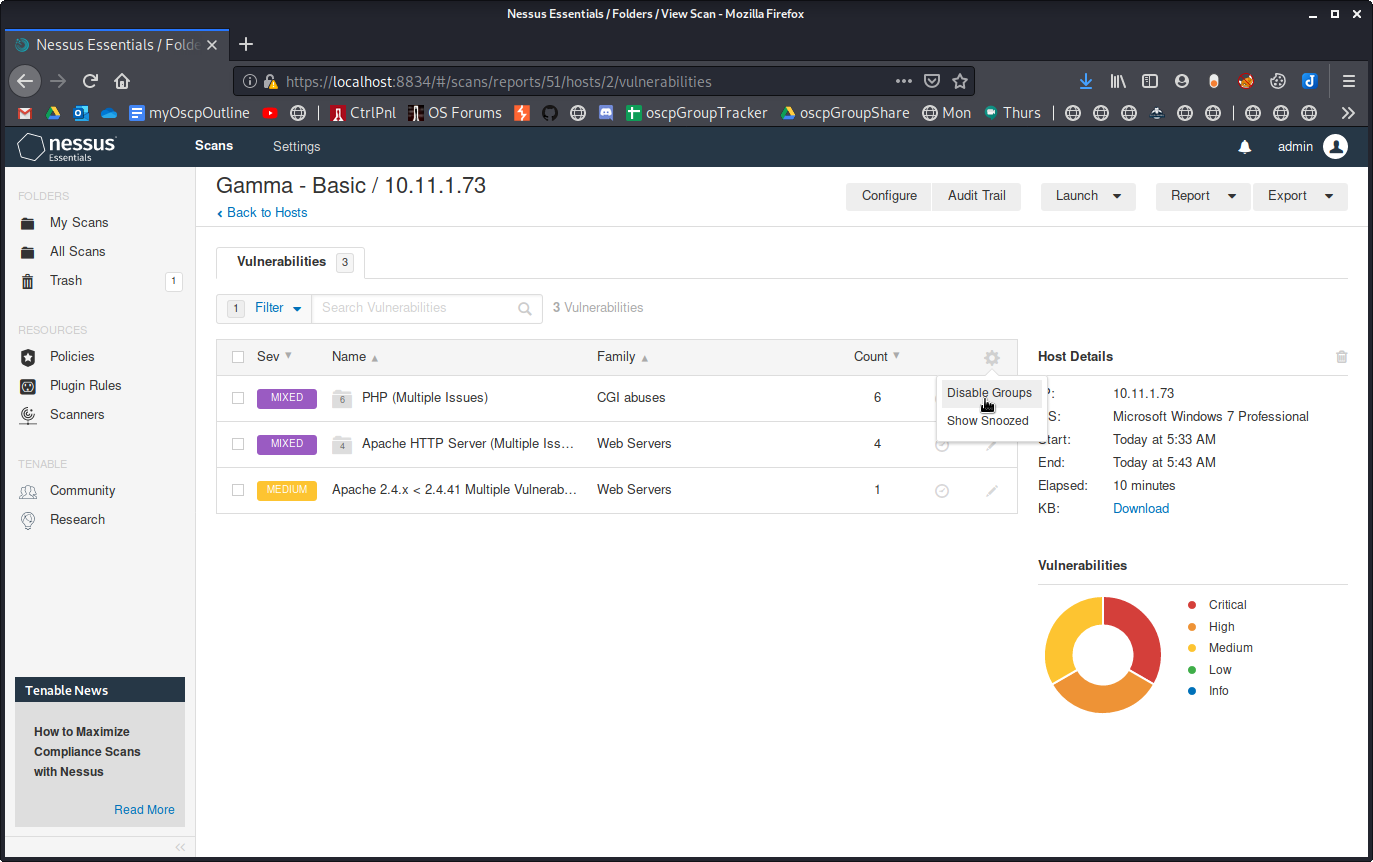 Nessus Essentials / Folders / View Scan - Mozilla Firefox
Nessus Essentials / Folde
https://localhost:8834/#/scans/reports/51/hosts/2/vulnerabilities
myOscpOutline CtrlPnl OS Forums oscpGroupTracker oscpGroupShare Mon Thurs
nessus Essentials Scans Settings admin
FOLDERS
My Scans
All Scans
Trash 1
RESOURCES
Policies
Plugin Rules
Scanners
TENABLE
Community
Research
Tenable News
How to Maximize
Compliance Scans
with Nessus
Read More
Gamma - Basic / 10.11.1.73
Back to Hosts
Configure Audit Trail Launch Report Export
Vulnerabilities 3
1 Filter Search Vulnerabilities 3 Vulnerabilities
Sev Name Family Count
MIXED 6 PHP (Multiple Issues) CGI abuses 6
MIXED 4 Apache HTTP Server (Multiple Iss... Web Servers 4
MEDIUM Apache 2.4.x < 2.4.41 Multiple Vulnerab... Web Servers 1
Disable Groups
Show Snoozed
Host Details
P: 10.11.1.73
S: Microsoft Windows 7 Professional
Start: Today at 5:33 AM
End: Today at 5:43 AM
Elapsed: 10 minutes
KB: Download
Vulnerabilities
Critical
High
Medium
Low
Info